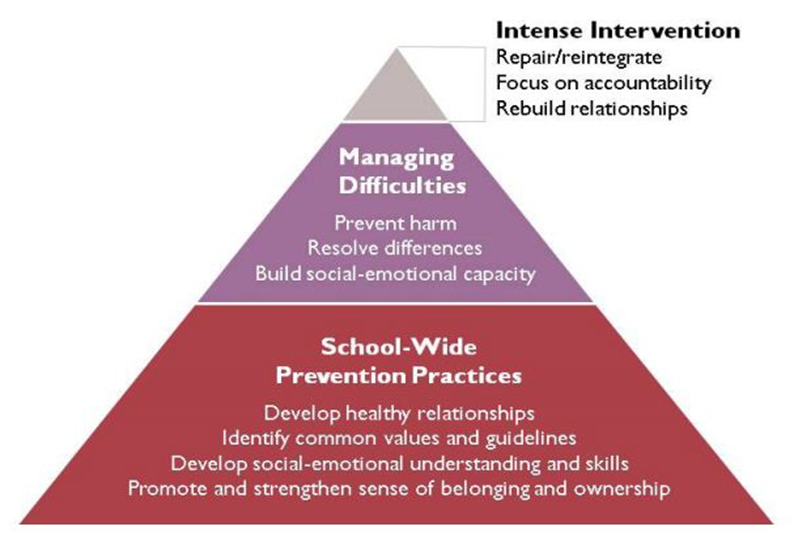 Intense Intervention
Repair/reintegrate
Focus on accountability
Rebuild relationships
Managing
Difficulties
Prevent harm
Resolve differences
Build social-emotional capacity
School-Wide
Prevention Practices
Develop healthy relationships
Identify common values and guidelines
Develop social-emotional understanding and skills
Promote and strengthen sense of belonging and ownership